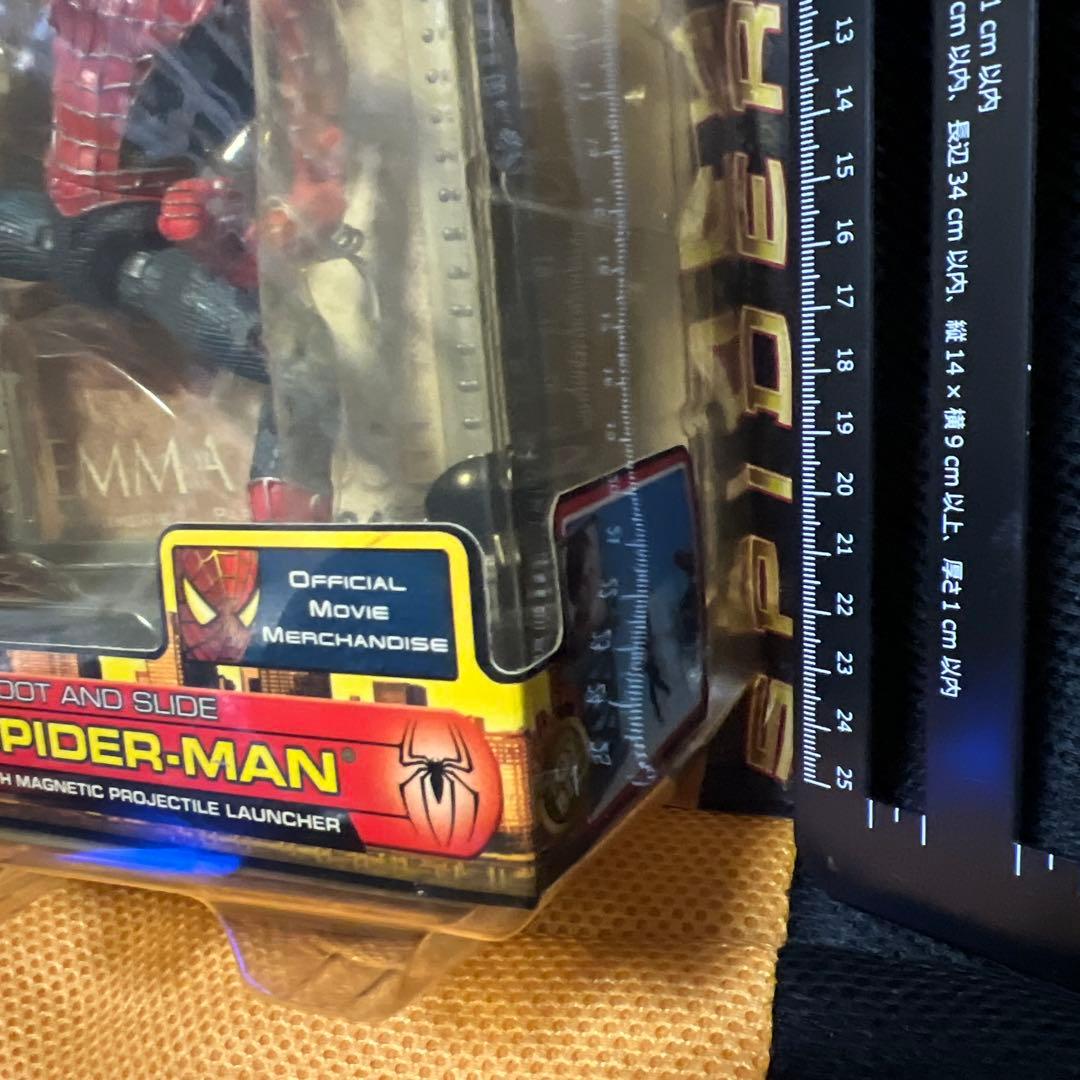 OFFICIAL
MOVIE
MERCHANDISE
OOT AND SLIDE
PIDER-MAN®
H MAGNETIC PROJECTILE LAUNCHER
EMMA
SPIDER
13
14
15
16
17
18
19
20
21
22
23
24
25
cm 以内、長辺 34 cm 以内、縦 14 × 横 9 cm 以上、厚さ 1 cm 以内
1 cm 以内